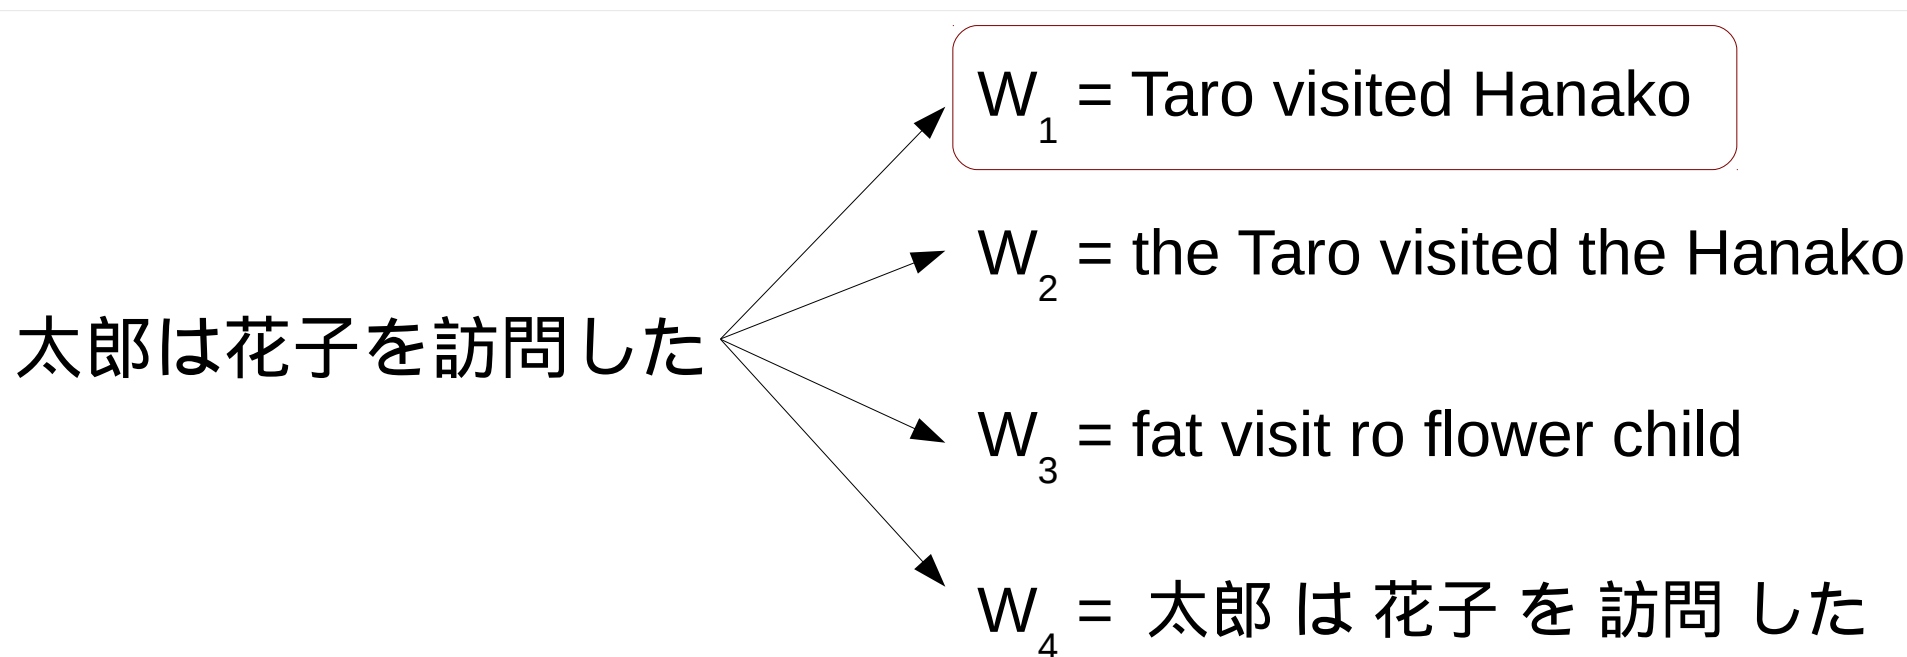 W1 = Taro visited Hanako
W2 = the Taro visited the Hanako
太郎は花子を訪問した
W3 = fat visit ro flower child
W4 = 太郎 は 花子 を 訪問 した